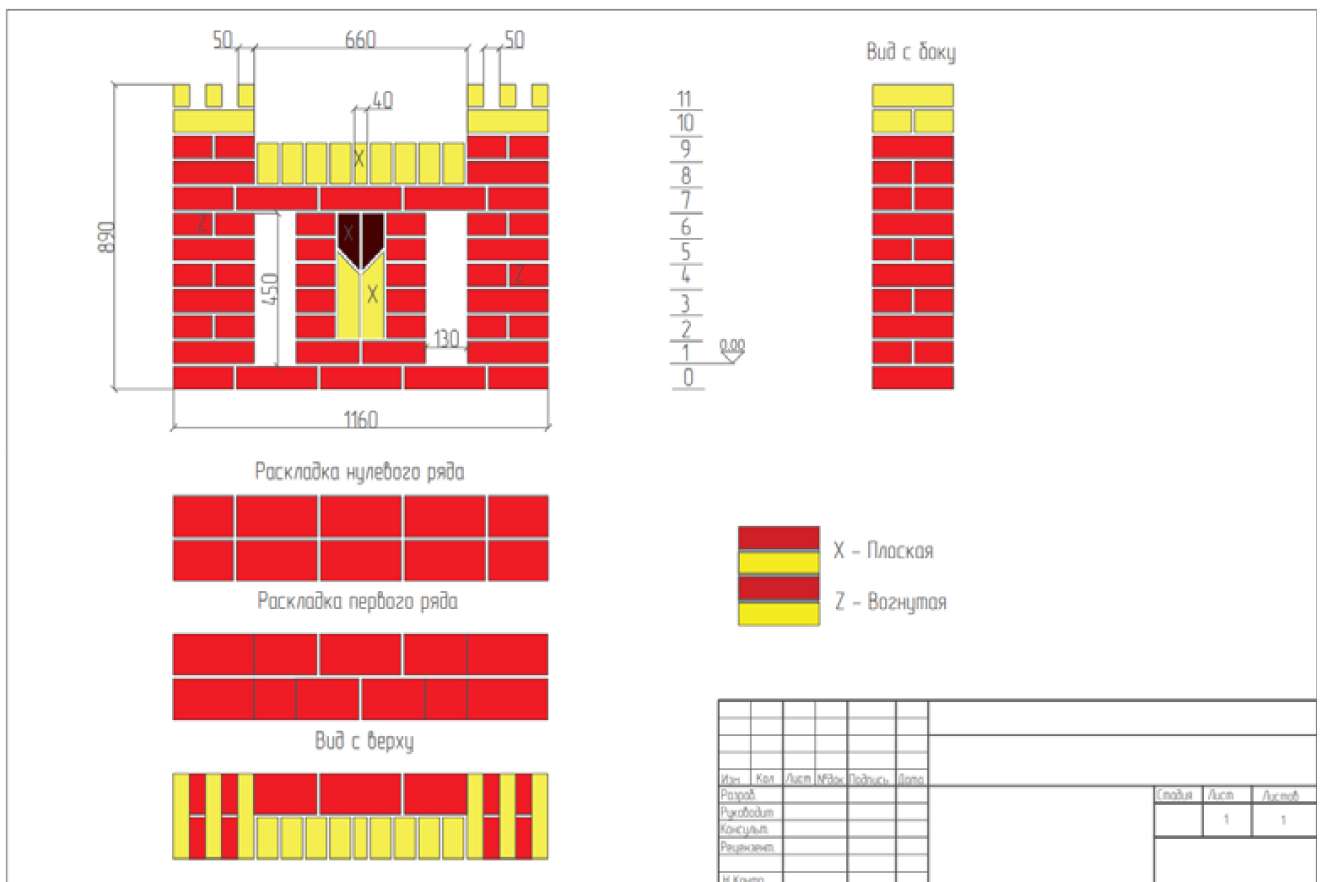 50 660 50
Вид с боку
40
X
11
10
9
8
7
6
5
4
3
2
1
0
0.00
Z
X
890
450
Z
X
130
1160
Раскладка нулевого ряда
X - Плоская
Z - Вогнутая
Раскладка первого ряда
Вид с верху
Изн Кол Лист №док Подпись Дата
Разраб.
Руководит
Консульт.
Рецензент.
Н.Контр.
Стадия Лист Листов
1 1